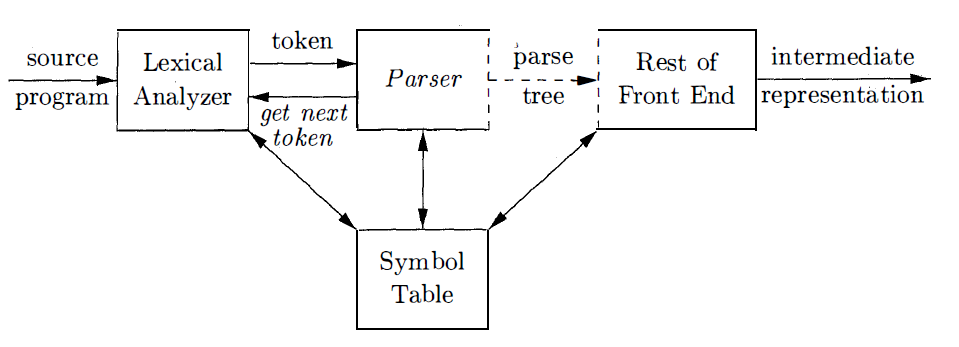 source
program
Lexical
Analyzer
token
get next
token
Parser
parse
tree
Rest of
Front End
intermediate
representation
Symbol
Table